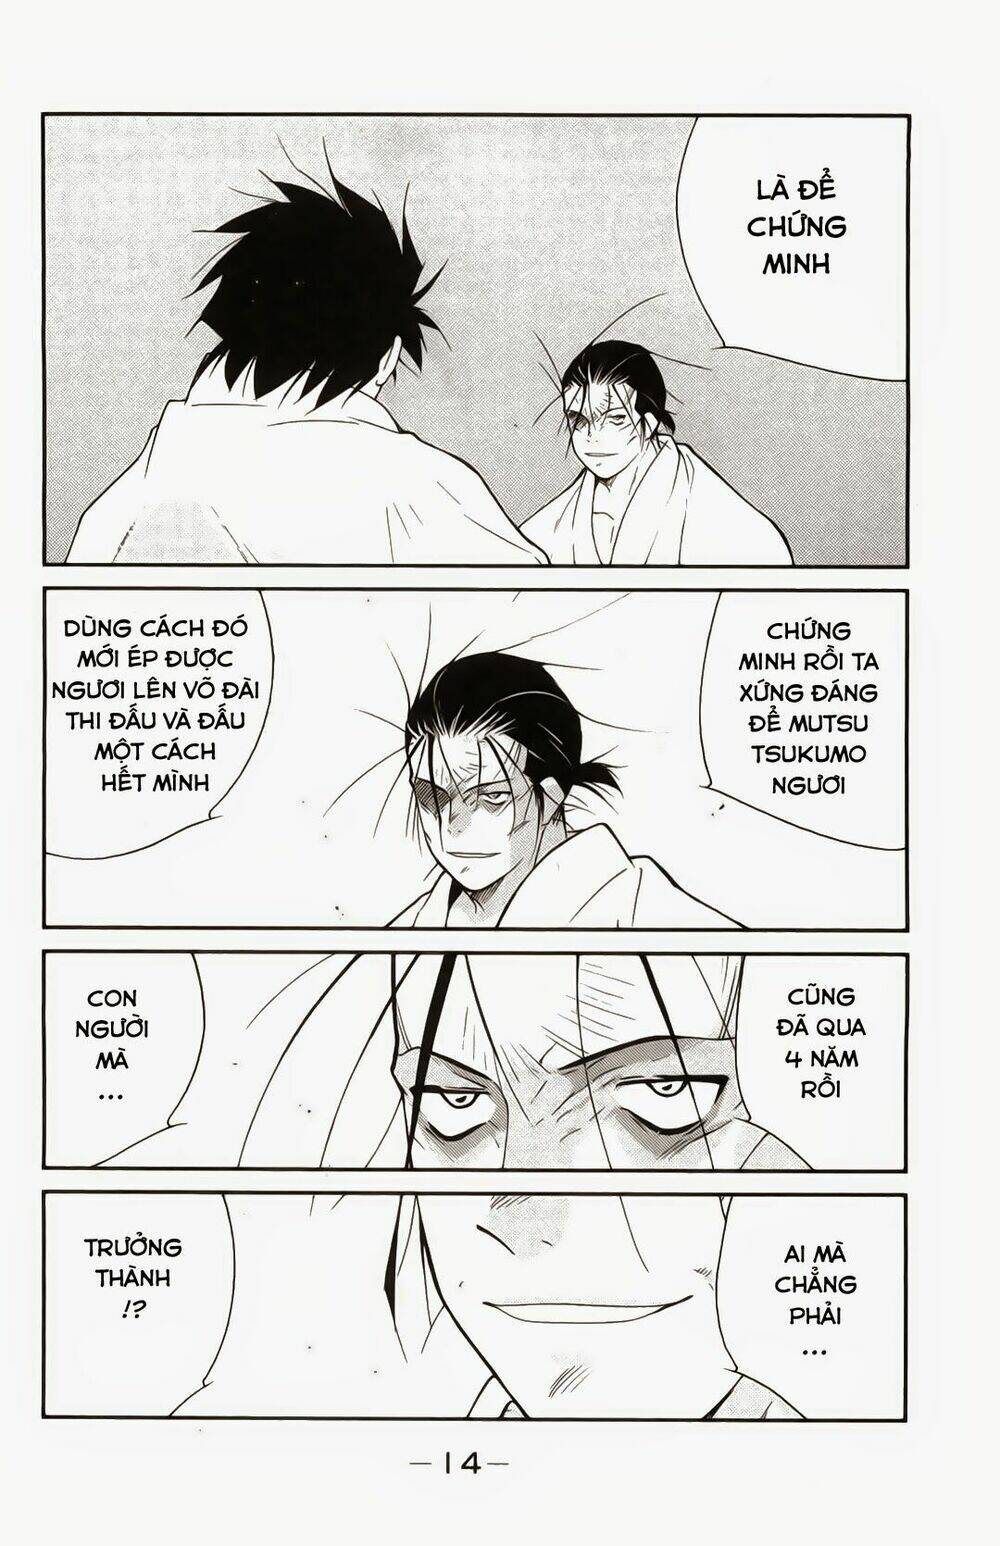 LÀ ĐỂ
CHỨNG
MINH
CHỨNG
MINH RỒI TA
XỨNG ĐÁNG
ĐỂ MUTSU
TSUKUMO
NGƯƠI
DÙNG CÁCH ĐÓ
MỚI ÉP ĐƯỢC
NGƯƠI LÊN VÕ ĐÀI
THI ĐẤU VÀ ĐẤU
MỘT CÁCH
HẾT MÌNH
CŨNG
ĐÃ QUA
4 NĂM
RỒI
CON
NGƯỜI
MÀ
...
AI MÀ
CHẲNG
PHẢI
...
TRƯỞNG
THÀNH
!?
—14—